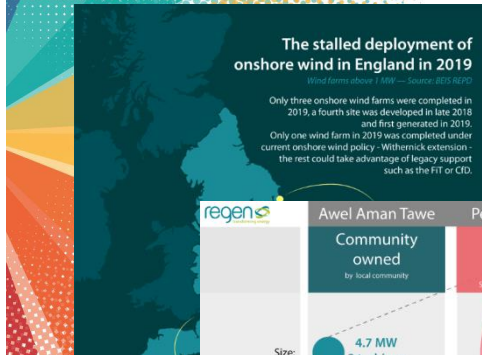 The stalled deployment of
onshore wind in England in 2019
Wind farms above 1 MW — Source: BEIS REPD
Only three onshore wind farms were completed in
2019, a fourth site was developed in late 2018
and first generated in 2019.
Only one wind farm in 2019 was completed under
current onshore wind policy - Withernick extension -
the rest could take advantage of legacy support
such as the FiT or CfD.
regen
Awel Aman Tawe
Community
owned
by local community
Size:
4.7 MW